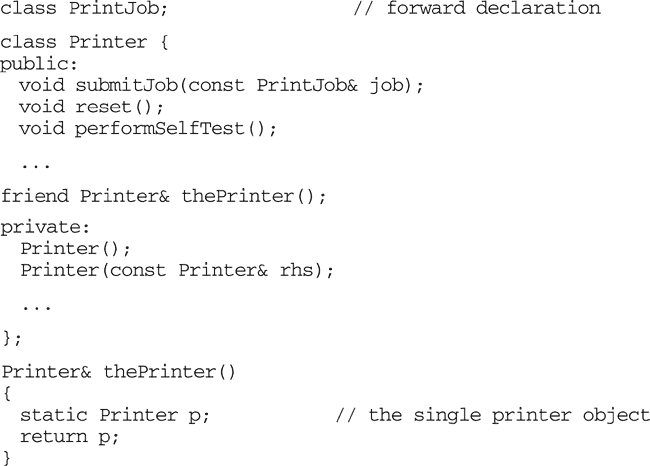 class PrintJob;                // forward declaration
class Printer {
public:
  void submitJob(const PrintJob& job);
  void reset();
  void performSelfTest();
  ...
friend Printer& thePrinter();
private:
  Printer();
  Printer(const Printer& rhs);
  ...
};
Printer& thePrinter()
{
  static Printer p;           // the single printer object
  return p;
}